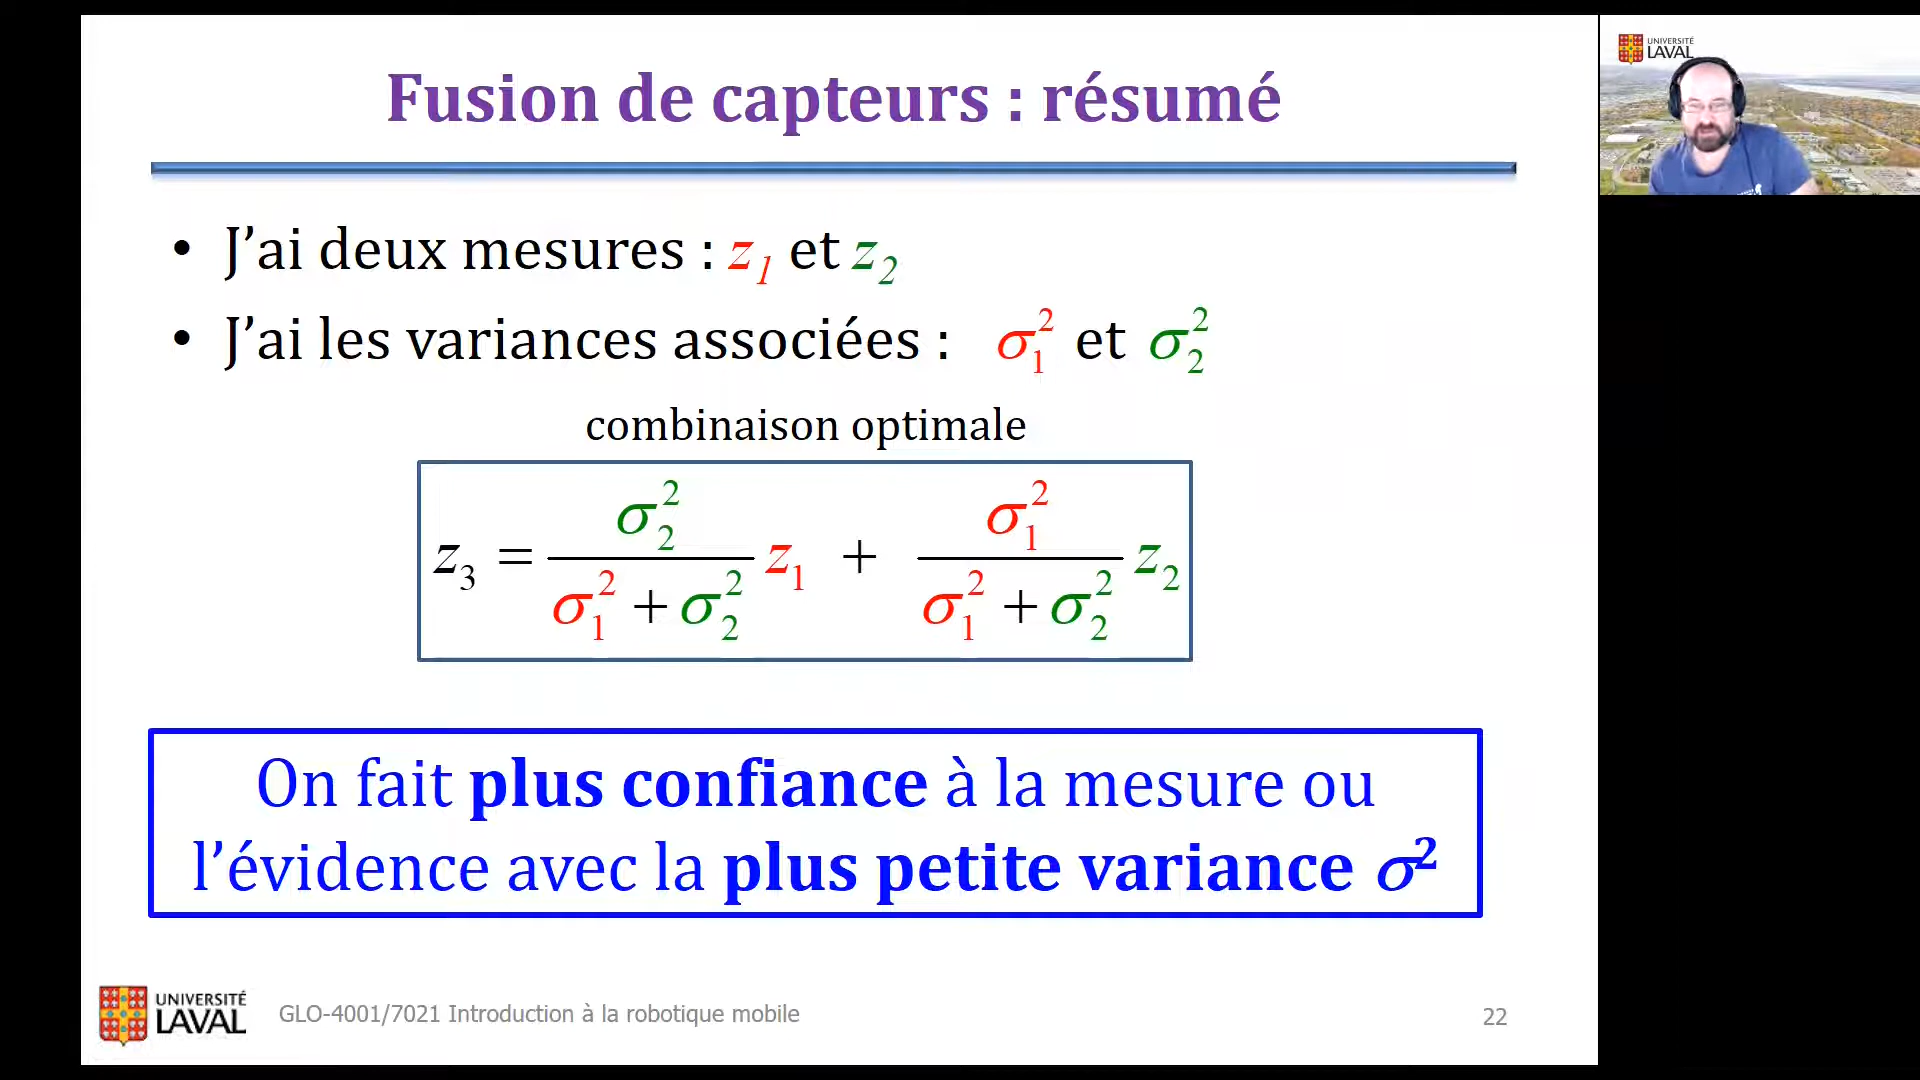 Fusion de capteurs : résumé
• J'ai deux mesures : z₁ et z₂
• J'ai les variances associées : σ₁² et σ₂²
combinaison optimale
z₃ = σ₂² / (σ₁² + σ₂²) z₁ + σ₁² / (σ₁² + σ₂²) z₂
On fait plus confiance à la mesure ou
l'évidence avec la plus petite variance σ²
UNIVERSITÉ
LAVAL
GLO-4001/7021 Introduction à la robotique mobile
22
UNIVERSITÉ
LAVAL